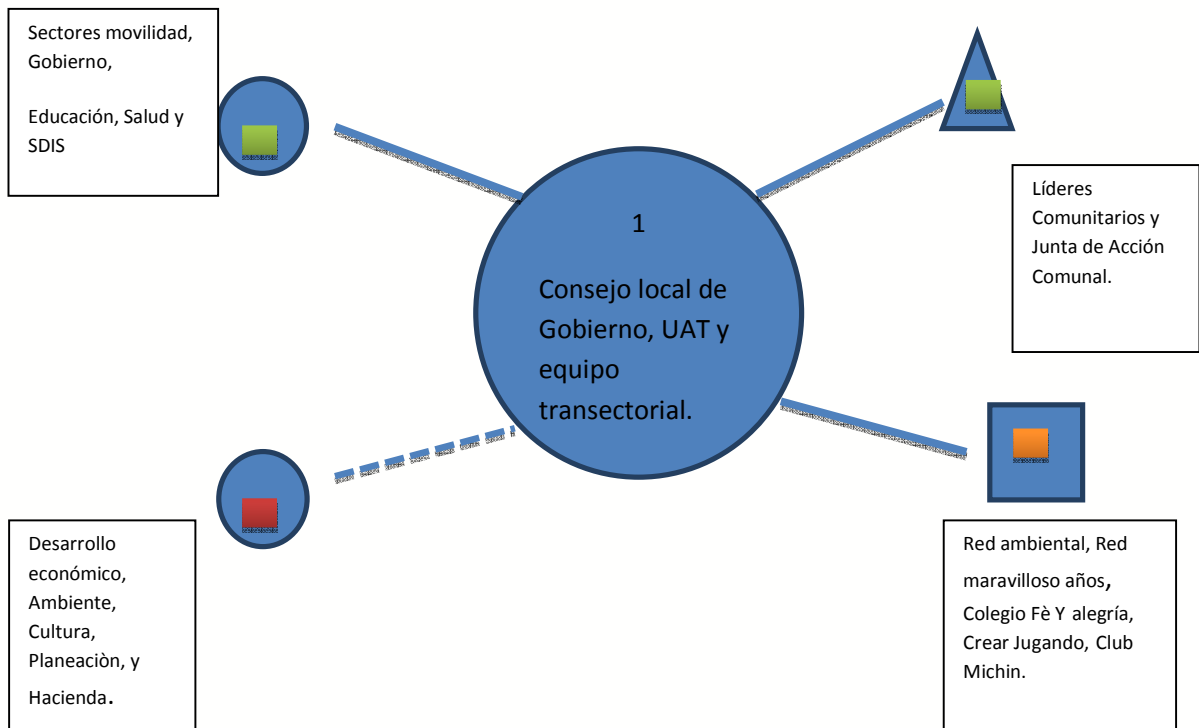 Sectores movilidad,
Gobierno,
Educación, Salud y
SDIS
1
Consejo local de
Gobierno, UAT y
equipo
transectorial.
Líderes
Comunitarios y
Junta de Acción
Comunal.
Desarrollo
económico,
Ambiente,
Cultura,
Planeaciòn, y
Hacienda.
Red ambiental, Red
maravilloso años,
Colegio Fè Y alegría,
Crear Jugando, Club
Michin.